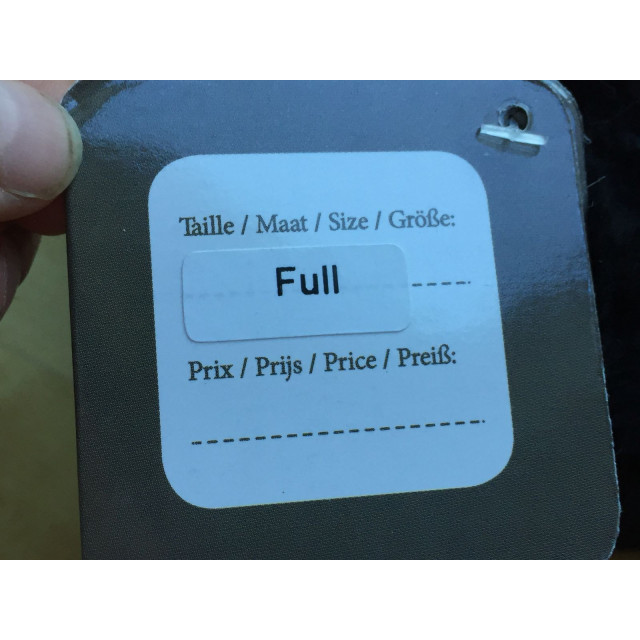 Taille / Maat / Size / Größe:
Full
Prix / Prijs / Price / Preiß: